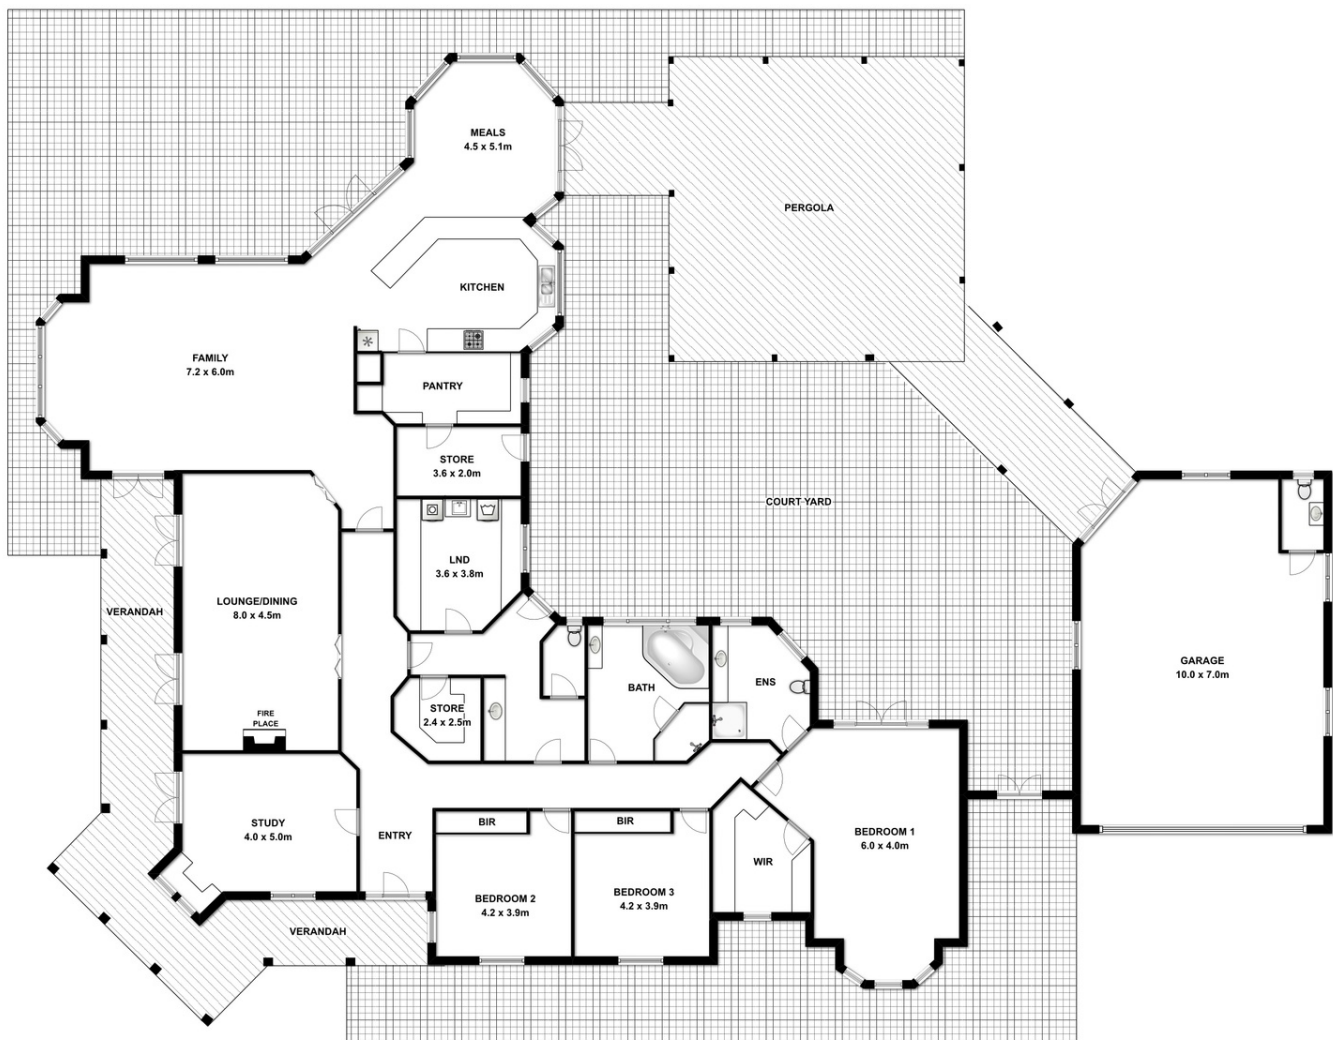 MEALS
4.5 x 5.1m
PERGOLA
KITCHEN
FAMILY
7.2 x 6.0m
PANTRY
STORE
3.6 x 2.0m
COURT YARD
LND
3.6 x 3.8m
LOUNGE/DINING
8.0 x 4.5m
VERANDAH
GARAGE
10.0 x 7.0m
BATH
ENS
STORE
2.4 x 2.5m
FIRE
PLACE
STUDY
4.0 x 5.0m
ENTRY
BIR
BIR
BEDROOM 1
6.0 x 4.0m
WIR
BEDROOM 2
4.2 x 3.9m
BEDROOM 3
4.2 x 3.9m
VERANDAH